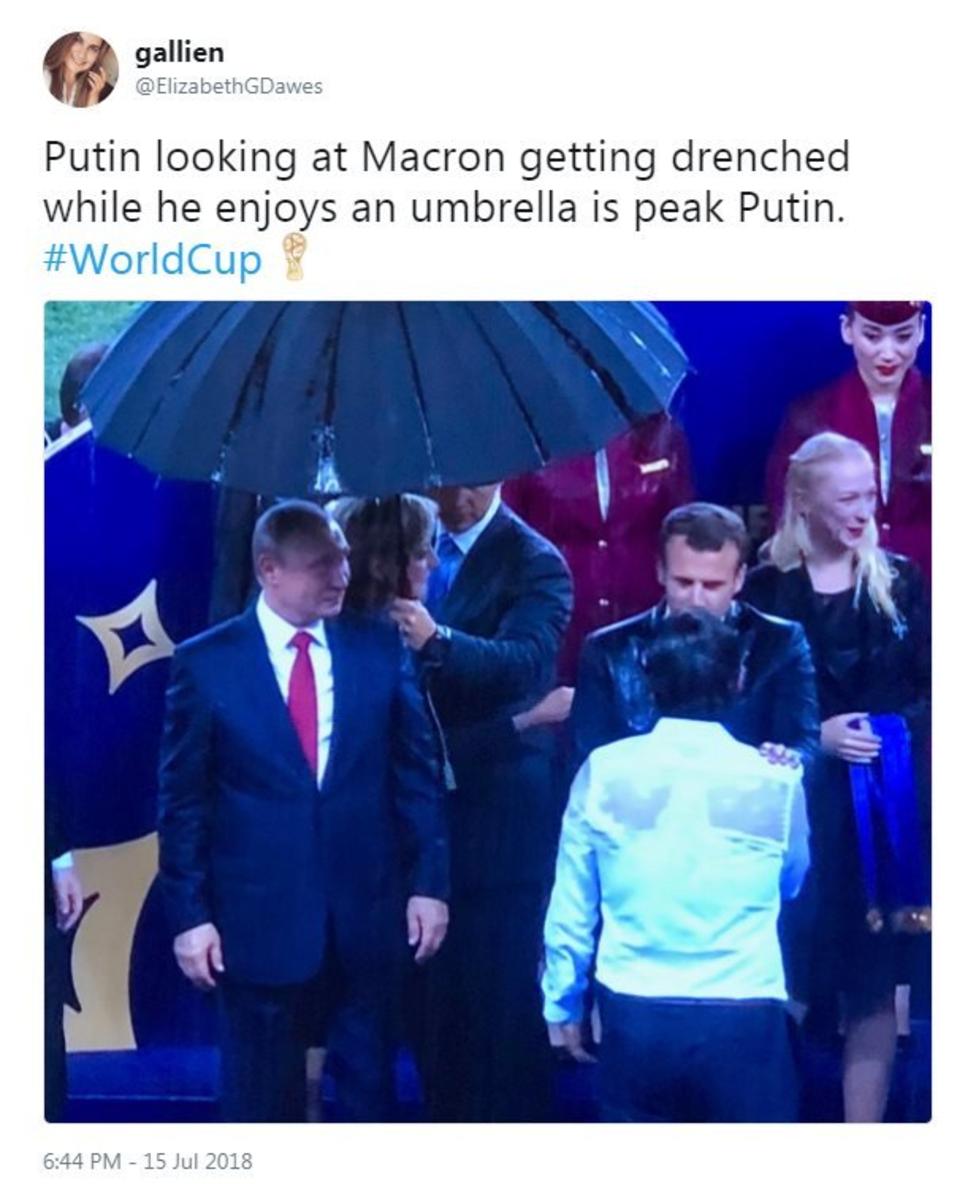 gallien
@ElizabethGDawes
Putin looking at Macron getting drenched
while he enjoys an umbrella is peak Putin.
#WorldCup
6:44 PM - 15 Jul 2018